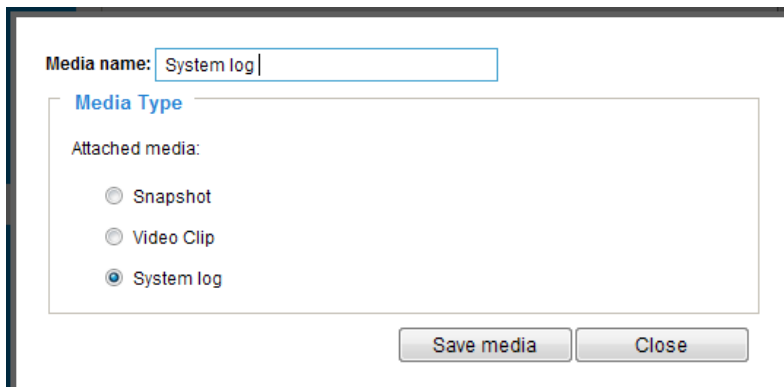 Media name: System log
Media Type
Attached media:
Snapshot
Video Clip
System log
Save media Close